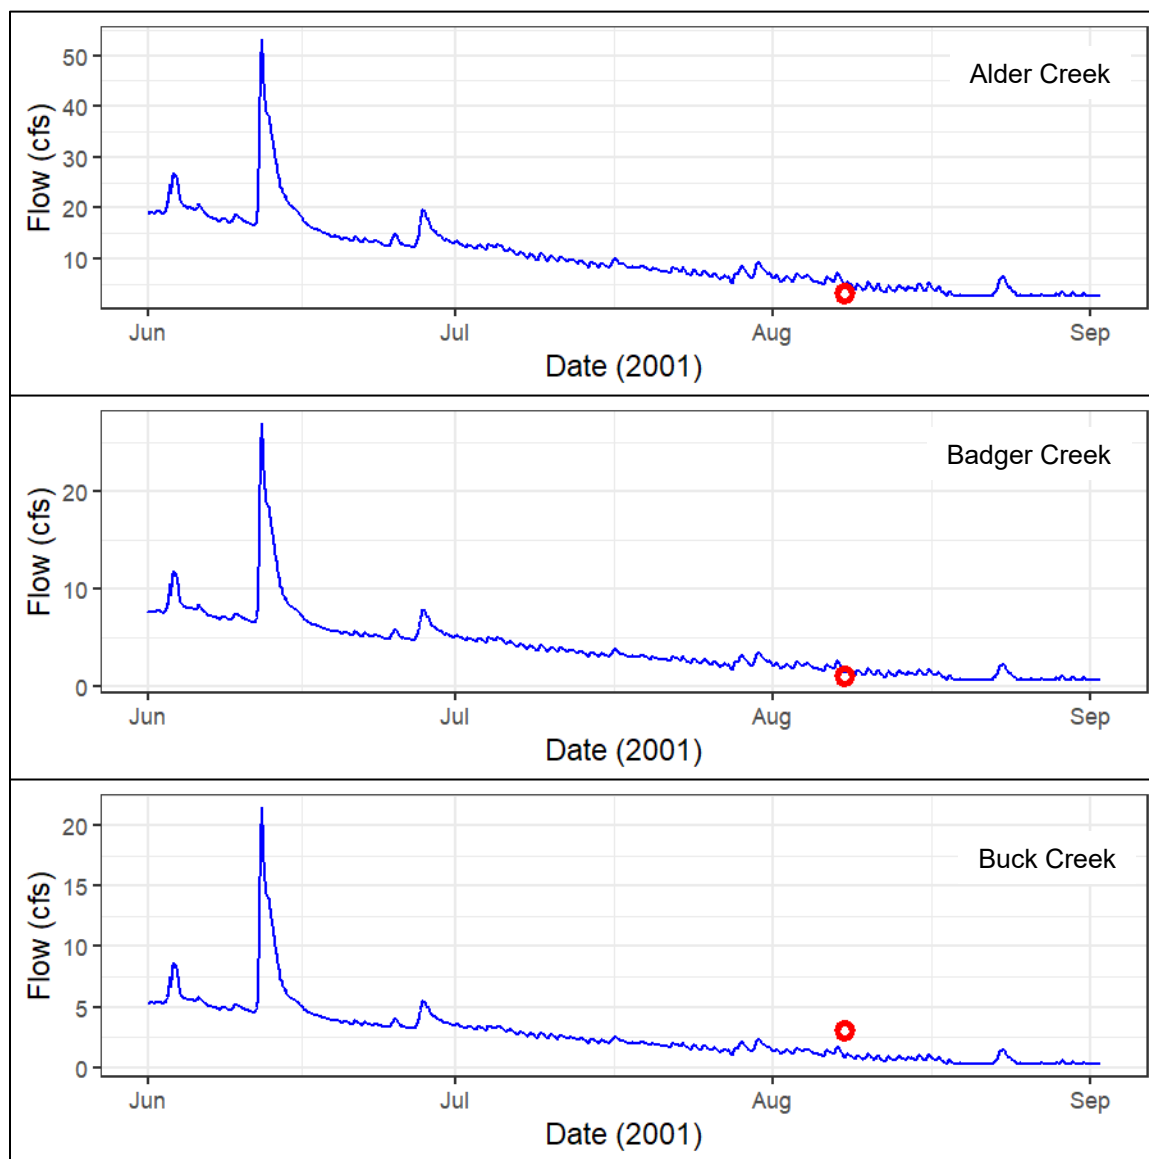 Alder Creek
Flow (cfs)
50
40
30
20
10
Jun Jul Aug Sep
Date (2001)
Badger Creek
Flow (cfs)
20
10
0
Jun Jul Aug Sep
Date (2001)
Buck Creek
Flow (cfs)
20
15
10
5
0
Jun Jul Aug Sep
Date (2001)